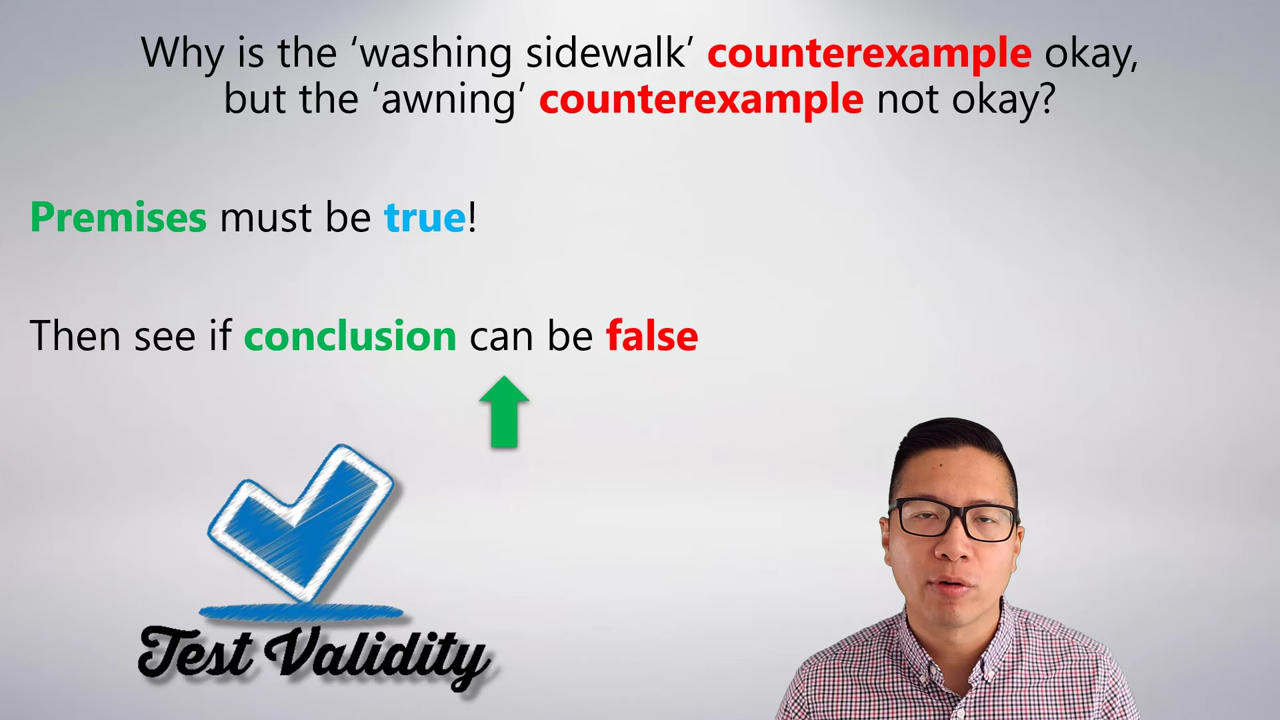 Why is the ‘washing sidewalk’ counterexample okay,
but the ‘awning’ counterexample not okay?
Premises must be true!
Then see if conclusion can be false
Test Validity